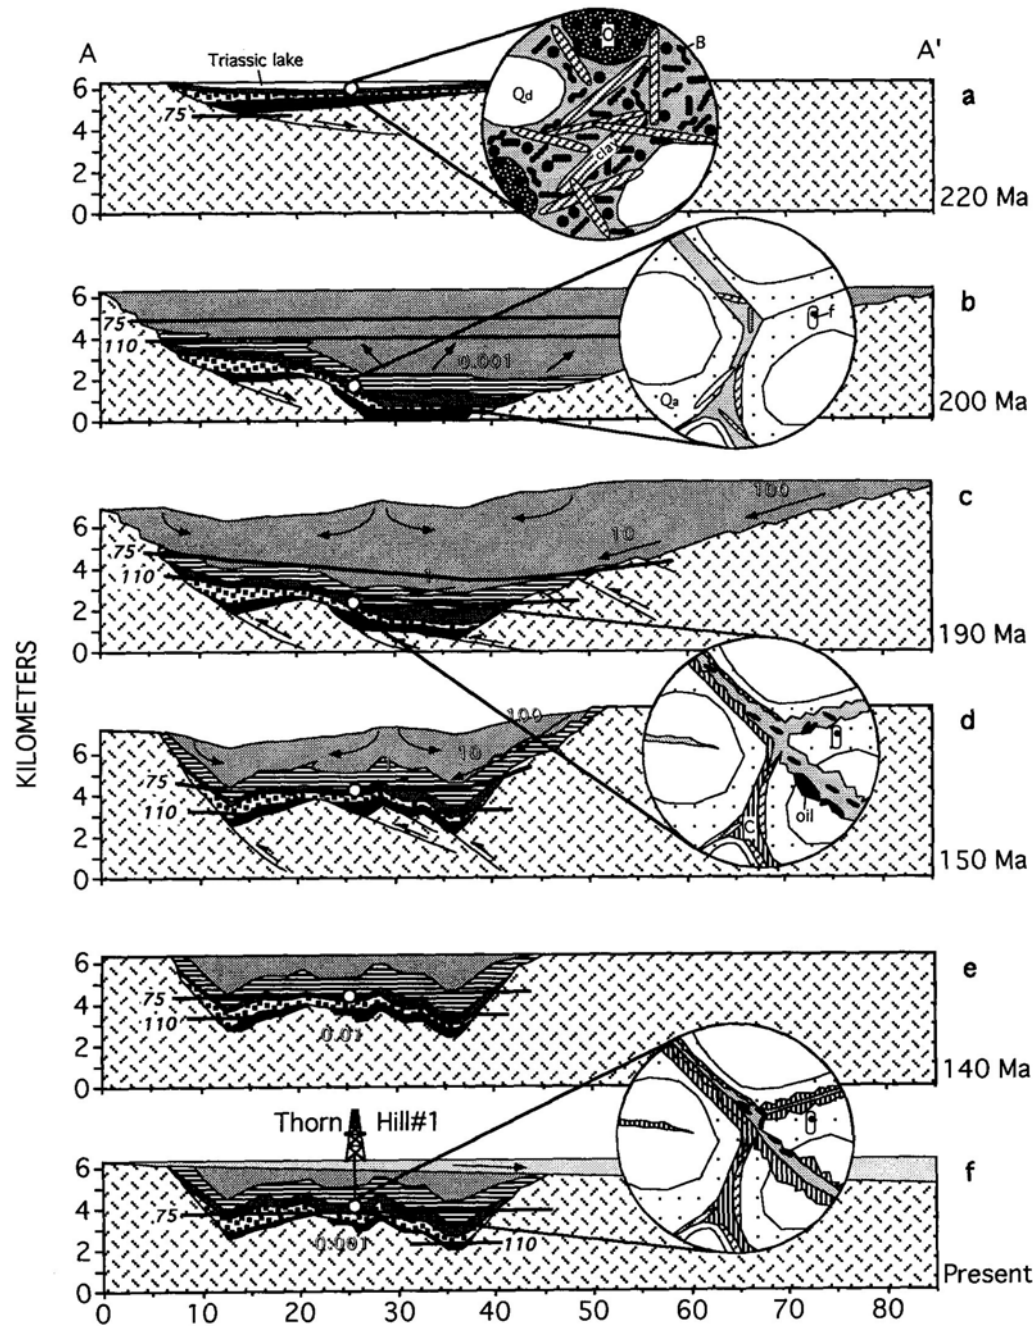 A
A'
Triassic lake
O
B
Qd
clay
a
75
6
4
2
0
220 Ma
b
6
4
2
0
75
110
0.001
f
Qa
200 Ma
c
6
4
2
0
75
110
1
10
100
190 Ma
KILOMETERS
d
6
4
2
0
75
110
10
100
C
oil
150 Ma
e
6
4
2
0
75
110
0.01
140 Ma
Thorn Hill#1
f
6
4
2
0
75
110
0.001
Present
0 10 20 30 40 50 60 70 80